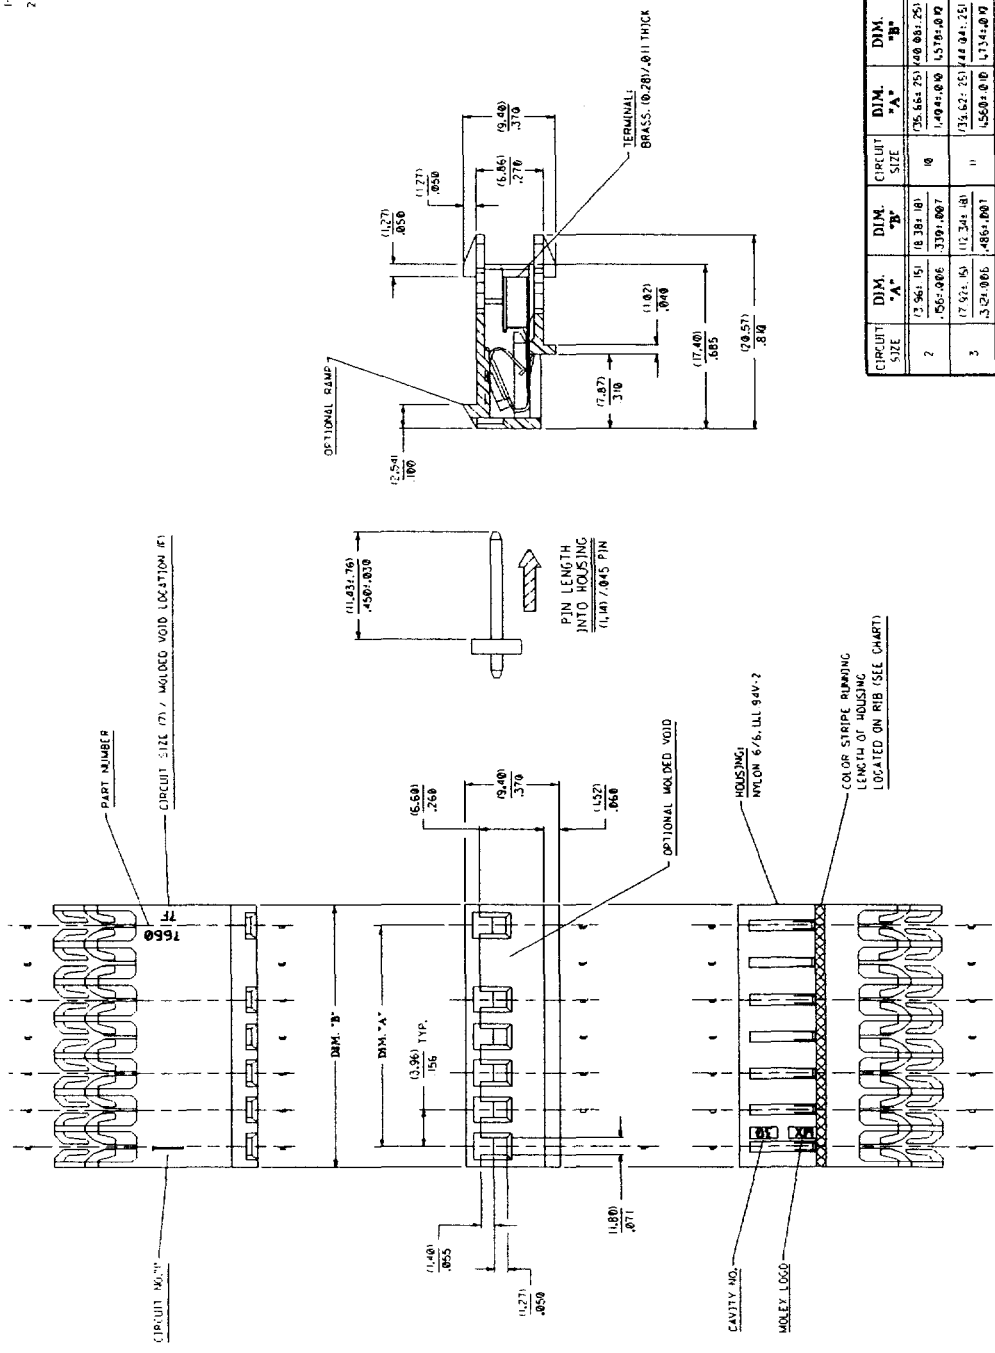 CIRCUIT NO."1"
PART NUMBER
CIRCUIT SIZE (7) / MOLDED VOID LOCATION (F)
7650
7F
DIM. "B"
DIM. "A"
(3.96) TYP.
.156
(6.60)
.260
(9.40)
.370
(1.52)
.060
OPTIONAL MOLDED VOID
(1.40)
.055
(1.27)
.050
(1.80)
.071
CAVITY NO.
MOLEX LOGO
30
MX
HOUSING:
NYLON 6/6, U.L. 94V-2
COLOR STRIPE RUNNING
LENGTH OF HOUSING
LOCATED ON RIB (SEE CHART)
(11.43±.76)
.450±.030
PIN LENGTH
INTO HOUSING
(1.14) /.045 PIN
OPTIONAL RAMP
(2.54)
.100
(1.27)
.050
(1.27)
.050
(6.86)
.270
(9.40)
.370
TERMINAL:
BRASS, (0.28)/.011 THICK
(1.02)
.040
(7.87)
.310
(17.40)
.685
(20.57)
.810
CIRCUIT SIZE DIM. "A" DIM. "B" CIRCUIT SIZE DIM. "A" DIM. "B"
2 (3.96±.15) (8.38±.18) 10 (35.66±.25) (40.08±.25)
.156±.006 .330±.007 1.404±.010 1.578±.010
3 (7.92±.15) (12.34±.18) 11 (39.62±.25) (44.04±.25)
.312±.006 .486±.007 1.560±.010 1.734±.010